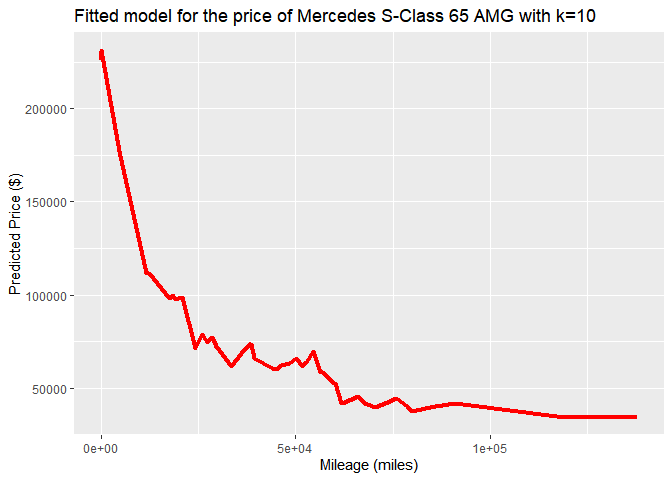 Fitted model for the price of Mercedes S-Class 65 AMG with k=10
200000
150000
100000
50000
Predicted Price ($)
0e+00
5e+04
1e+05
Mileage (miles)